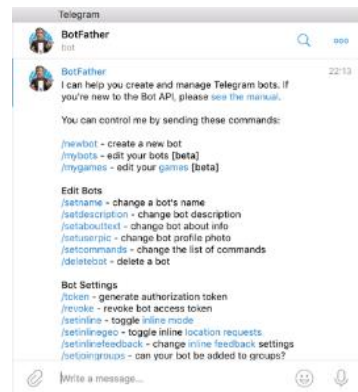 Telegram
BotFather
bot
BotFather 22:13
I can help you create and manage Telegram bots. If
you're new to the Bot API, please see the manual.
You can control me by sending these commands:
/newbot - create a new bot
/mybots - edit your bots [beta]
/mygames - edit your games [beta]
Edit Bots
/setname - change a bot's name
/setdescription - change bot description
/setabouttext - change bot about info
/setuserpic - change bot profile photo
/setcommands - change the list of commands
/deletebot - delete a bot
Bot Settings
/token - generate authorization token
/revoke - revoke bot access token
/setinline - toggle inline mode
/setinlinegeo - toggle inline location requests
/setinlinefeedback - change inline feedback settings
/setjoingroups - can your bot be added to groups?
Write a message...